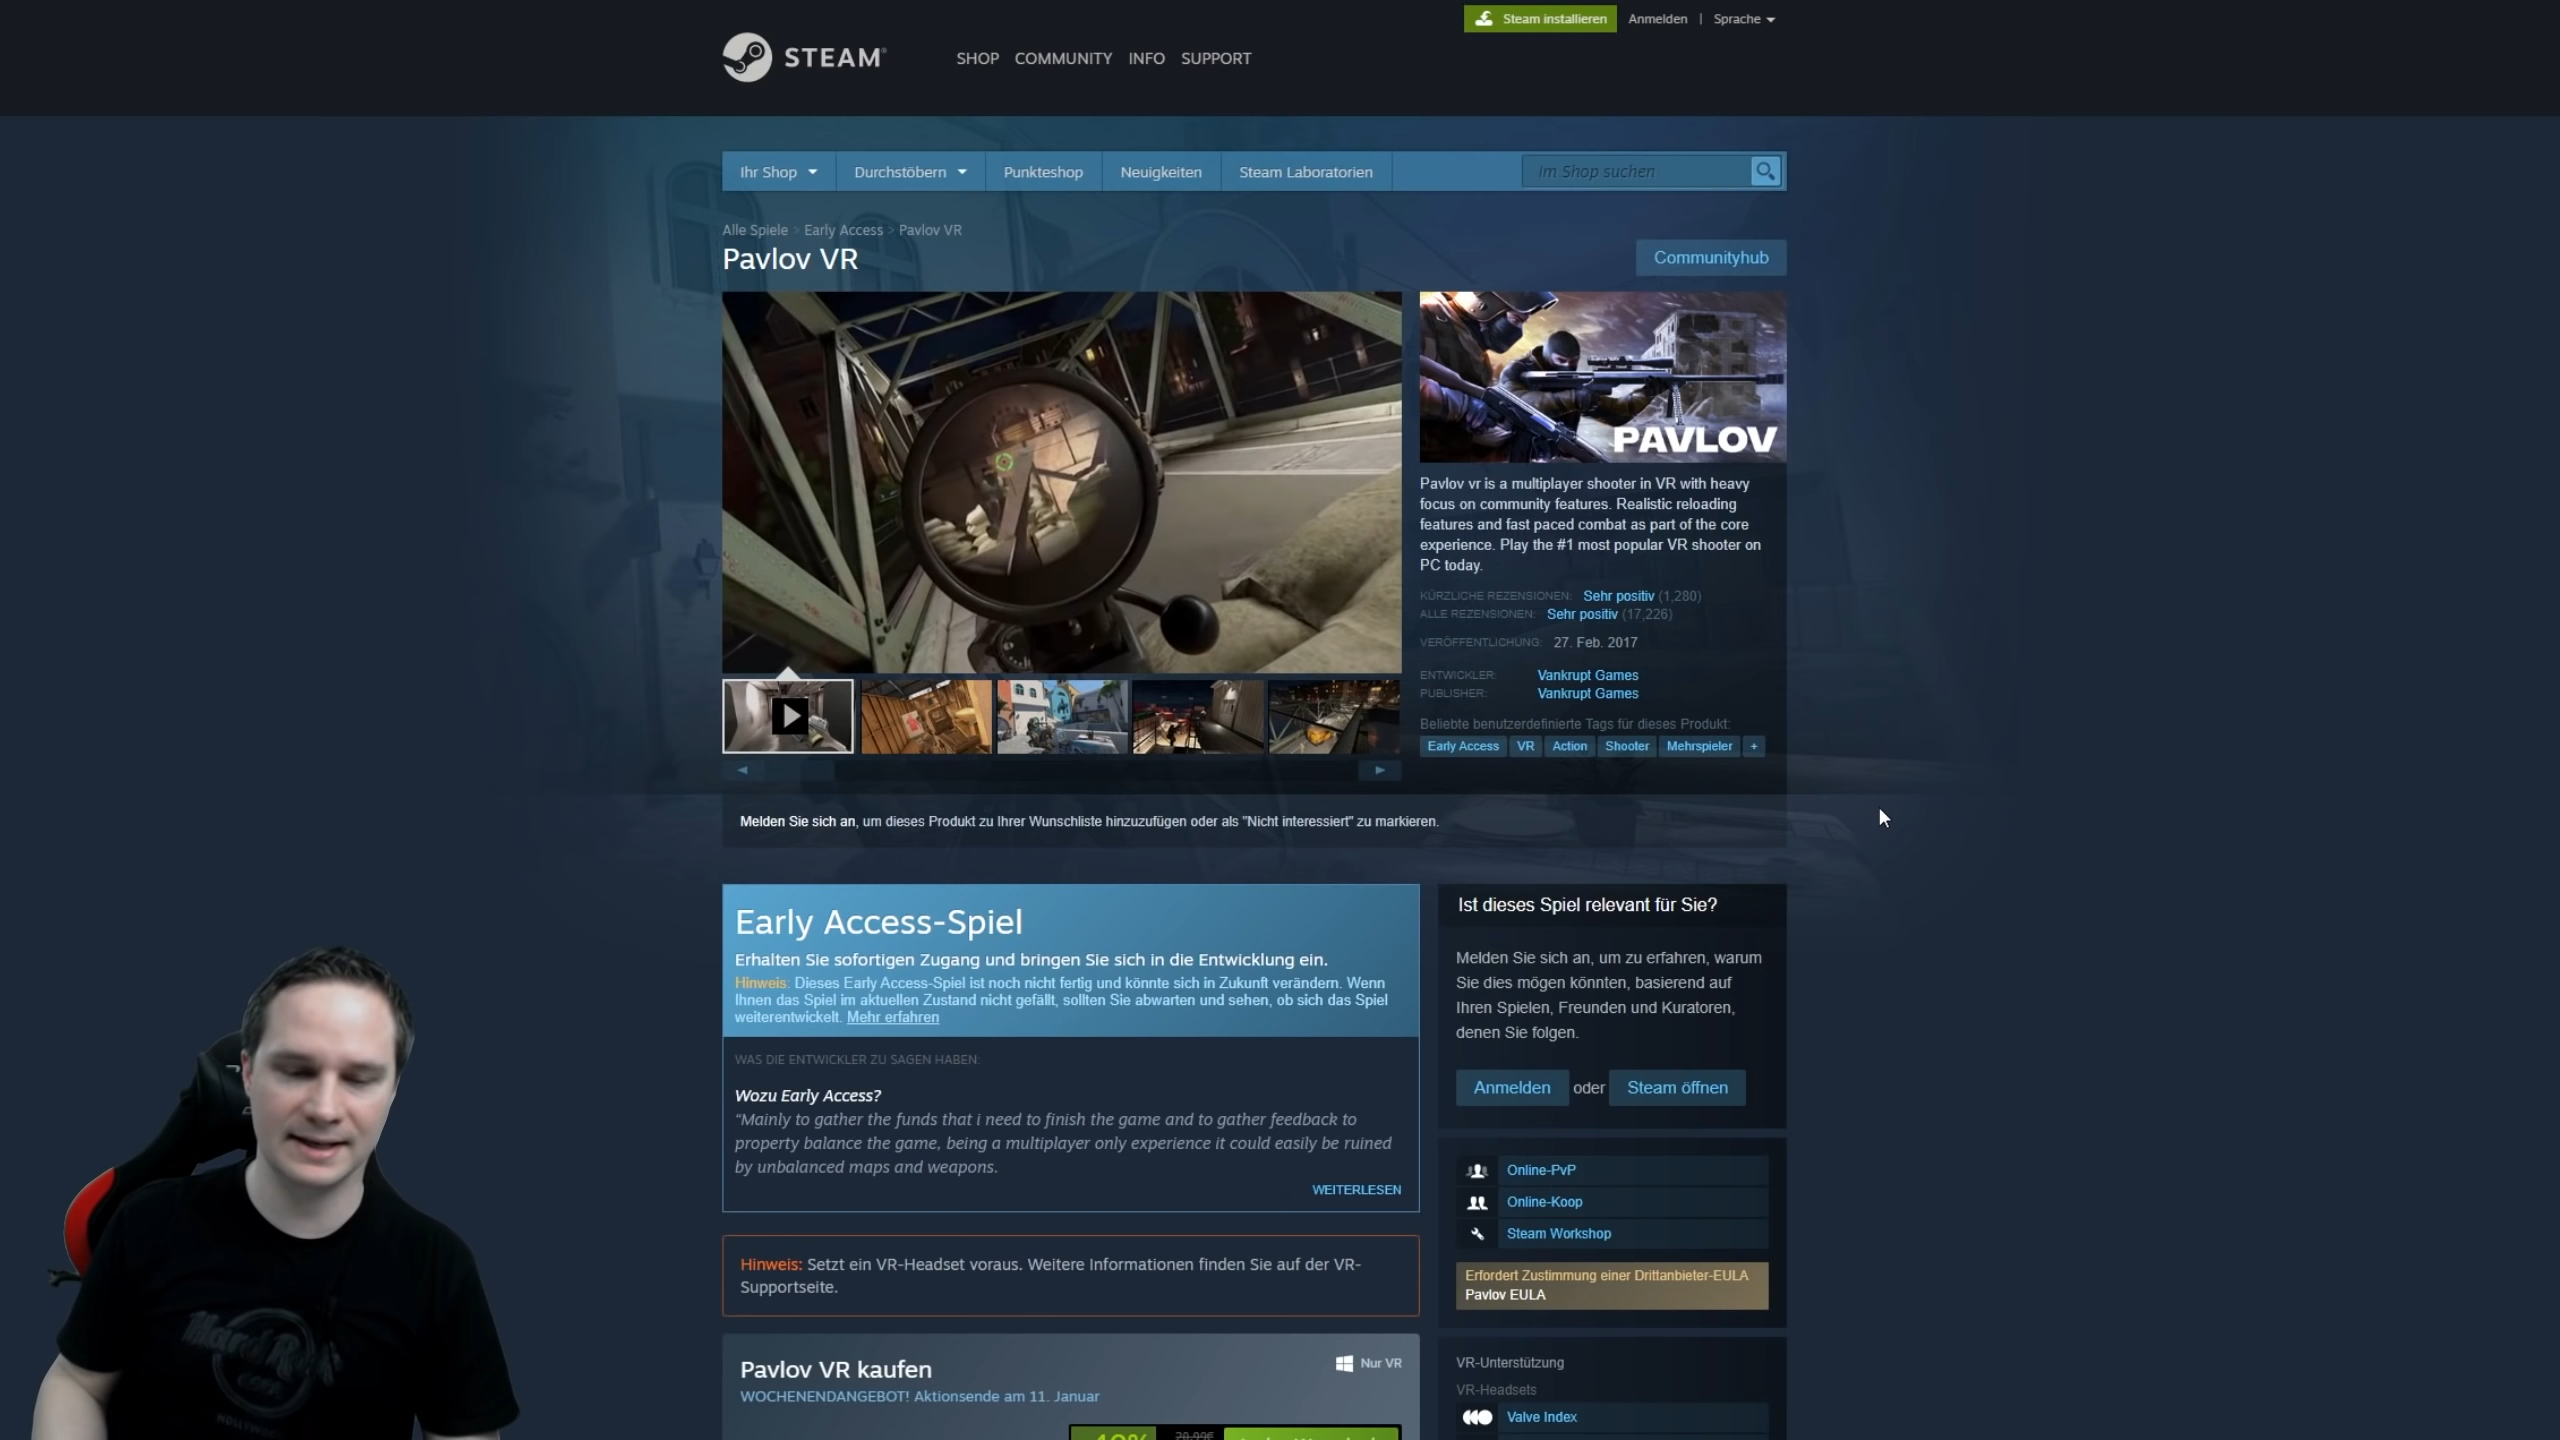 Steam installieren
Anmelden | Sprache
STEAM®
SHOP COMMUNITY INFO SUPPORT
Ihr Shop Durchstöbern Punkteshop Neuigkeiten Steam Laboratorien Im Shop suchen
Alle Spiele > Early Access > Pavlov VR
Pavlov VR
Communityhub
PAVLOV
Pavlov vr is a multiplayer shooter in VR with heavy
focus on community features. Realistic reloading
features and fast paced combat as part of the core
experience. Play the #1 most popular VR shooter on
PC today.
KÜRZLICHE REZENSIONEN: Sehr positiv (1,280)
ALLE REZENSIONEN: Sehr positiv (17,226)
VERÖFFENTLICHUNG: 27. Feb. 2017
ENTWICKLER: Vankrupt Games
PUBLISHER: Vankrupt Games
Beliebte benutzerdefinierte Tags für dieses Produkt:
Early Access VR Action Shooter Mehrspieler +
Melden Sie sich an, um dieses Produkt zu Ihrer Wunschliste hinzuzufügen oder als "Nicht interessiert" zu markieren.
Early Access-Spiel
Erhalten Sie sofortigen Zugang und bringen Sie sich in die Entwicklung ein.
Hinweis: Dieses Early Access-Spiel ist noch nicht fertig und könnte sich in Zukunft verändern. Wenn
Ihnen das Spiel im aktuellen Zustand nicht gefällt, sollten Sie abwarten und sehen, ob sich das Spiel
weiterentwickelt. Mehr erfahren
WAS DIE ENTWICKLER ZU SAGEN HABEN:
Wozu Early Access?
“Mainly to gather the funds that i need to finish the game and to gather feedback to
property balance the game, being a multiplayer only experience it could easily be ruined
by unbalanced maps and weapons.
WEITERLESEN
Hinweis: Setzt ein VR-Headset voraus. Weitere Informationen finden Sie auf der VR-
Supportseite.
Pavlov VR kaufen
Nur VR
WOCHENENDANGEBOT! Aktionsende am 11. Januar
20,99€
Ist dieses Spiel relevant für Sie?
Melden Sie sich an, um zu erfahren, warum
Sie dies mögen könnten, basierend auf
Ihren Spielen, Freunden und Kuratoren,
denen Sie folgen.
Anmelden oder Steam öffnen
Online-PvP
Online-Koop
Steam Workshop
Erfordert Zustimmung einer Drittanbieter-EULA
Pavlov EULA
VR-Unterstützung
VR-Headsets
Valve Index
Hard Rock
CAFE